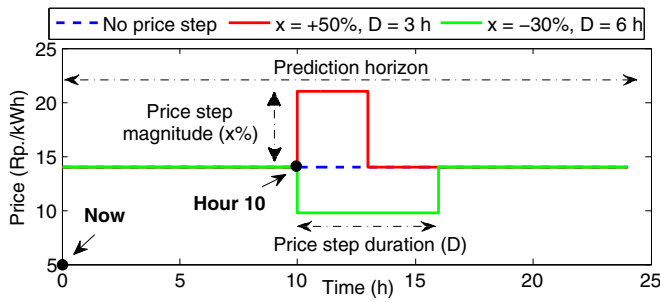 No price step x = +50%, D = 3 h x = −30%, D = 6 h
25
Prediction horizon
20
Price step
magnitude (x%)
15
Price (Rp./kWh)
Hour 10
10
Now
Price step duration (D)
5
0 5 10 15 20 25
Time (h)